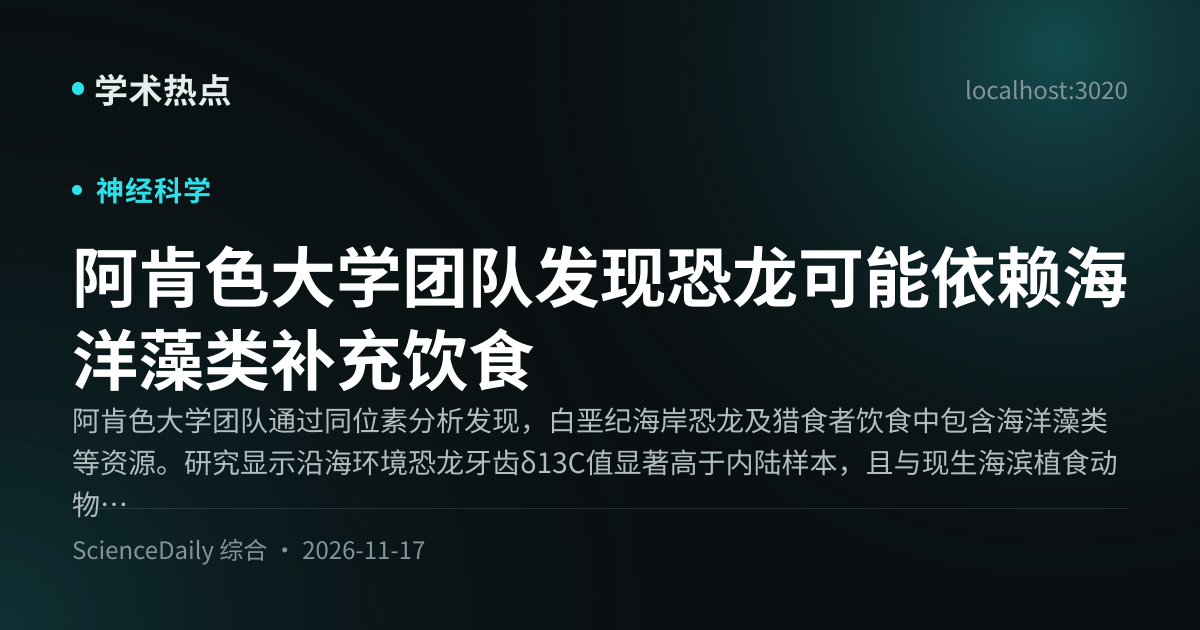 学术热点
localhost:3020
神经科学
阿肯色大学团队发现恐龙可能依赖海
洋藻类补充饮食
阿肯色大学团队通过同位素分析发现，白垩纪海岸恐龙及猎食者饮食中包含海洋藻类
等资源。研究显示沿海环境恐龙牙齿δ13C值显著高于内陆样本，且与现生海滨植食动
物…
ScienceDaily 综合 · 2026-11-17